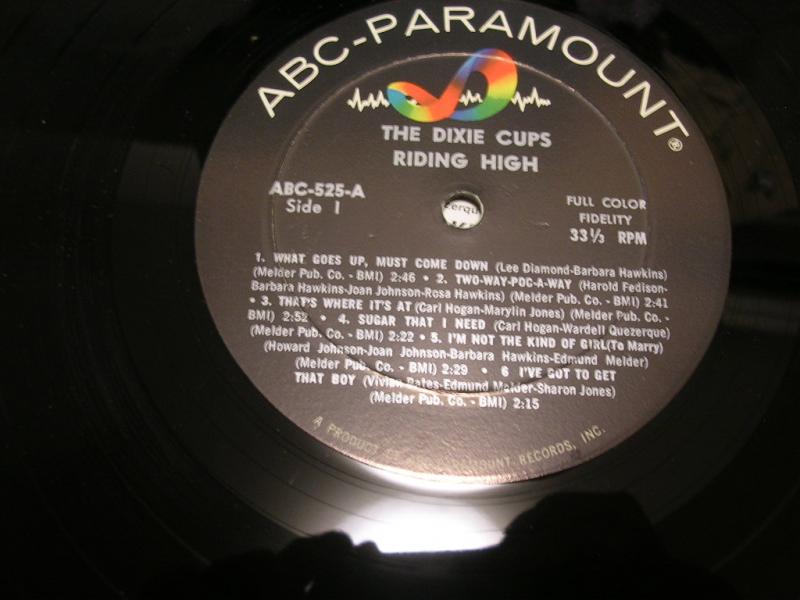 ABC-PARAMOUNT®
THE DIXIE CUPS
RIDING HIGH
ABC-525-A
Side 1
FULL COLOR
FIDELITY
33⅓ RPM
1. WHAT GOES UP, MUST COME DOWN (Lee Diamond-Barbara Hawkins)
(Melder Pub. Co. - BMI) 2:46 • 2. TWO-WAY-POC-A-WAY (Harold Fedison-
Barbara Hawkins-Joan Johnson-Rosa Hawkins) (Melder Pub. Co. - BMI) 2:41
• 3. THAT'S WHERE IT'S AT (Carl Hogan-Marylin Jones) (Melder Pub. Co. -
BMI) 2:52 • 4. SUGAR THAT I NEED (Carl Hogan-Wardell Quezerque)
(Melder Pub. Co. - BMI) 2:22 • 5. I'M NOT THE KIND OF GIRL(To Marry)
(Howard Johnson-Joan Johnson-Barbara Hawkins-Edmund Melder)
(Melder Pub. Co. - BMI) 2:29 • 6 I'VE GOT TO GET
THAT BOY (Vivian Bates-Edmund Melder-Sharon Jones)
(Melder Pub. Co. - BMI) 2:15
A PRODUCT OF PARAMOUNT RECORDS, INC.